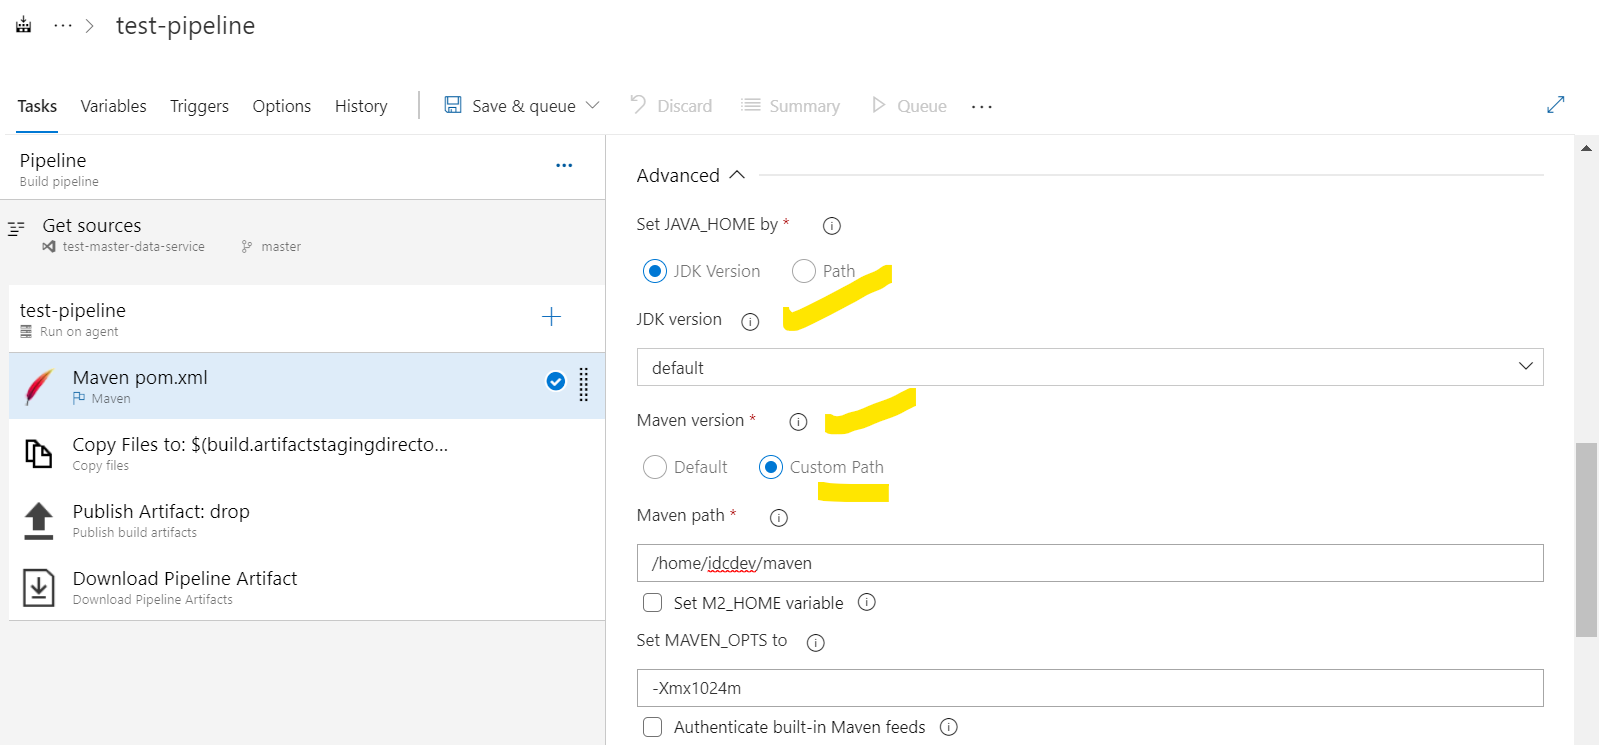 ... > test-pipeline
Tasks Variables Triggers Options History Save & queue Discard Summary Queue ...
Pipeline ...
Build pipeline
Get sources
test-master-data-service master
test-pipeline
Run on agent
Maven pom.xml
Maven
Copy Files to: $(build.artifactstagingdirecto...
Copy files
Publish Artifact: drop
Publish build artifacts
Download Pipeline Artifact
Download Pipeline Artifacts
Advanced
Set JAVA_HOME by *
JDK Version Path
JDK version
default
Maven version *
Default Custom Path
Maven path *
/home/idcdev/maven
Set M2_HOME variable
Set MAVEN_OPTS to
-Xmx1024m
Authenticate built-in Maven feeds